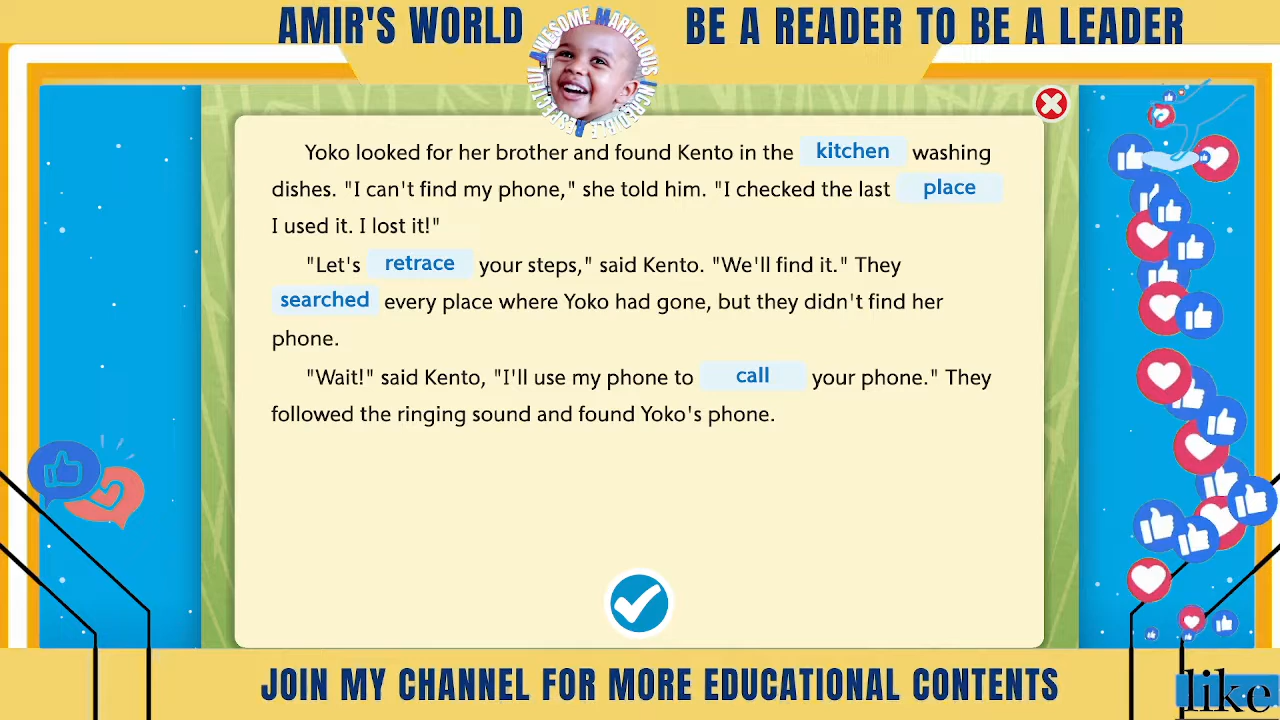 AMIR'S WORLD
BE A READER TO BE A LEADER
AWESOME MARVELOUS INCREDIBLE RESPECTFUL
Yoko looked for her brother and found Kento in the kitchen washing
dishes. "I can't find my phone," she told him. "I checked the last place
I used it. I lost it!"
"Let's retrace your steps," said Kento. "We'll find it." They
searched every place where Yoko had gone, but they didn't find her
phone.
"Wait!" said Kento, "I'll use my phone to call your phone." They
followed the ringing sound and found Yoko's phone.
JOIN MY CHANNEL FOR MORE EDUCATIONAL CONTENTS
like